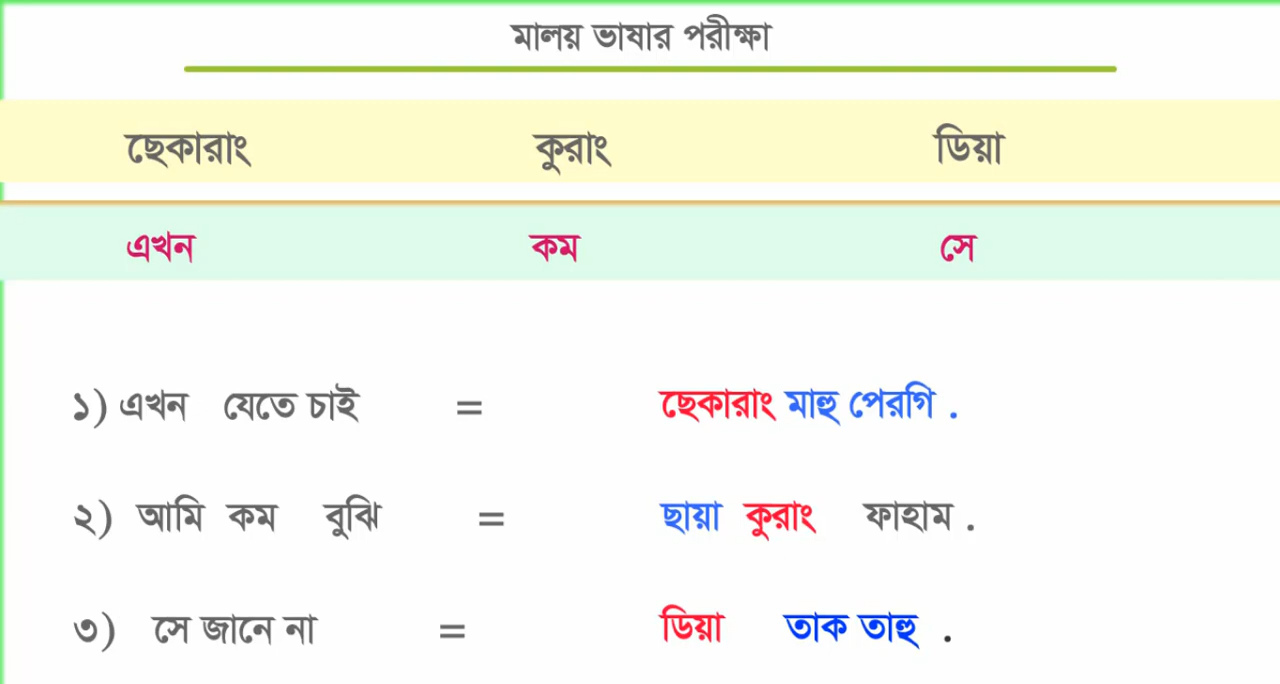 মালয় ভাষার পরীক্ষা
ছেকারাং কুরাং ডিয়া
এখন কম সে
১) এখন যেতে চাই = ছেকারাং মাহু পেরগি .
২) আমি কম বুঝি = ছায়া কুরাং ফাহাম .
৩) সে জানে না = ডিয়া তাক তাহু .